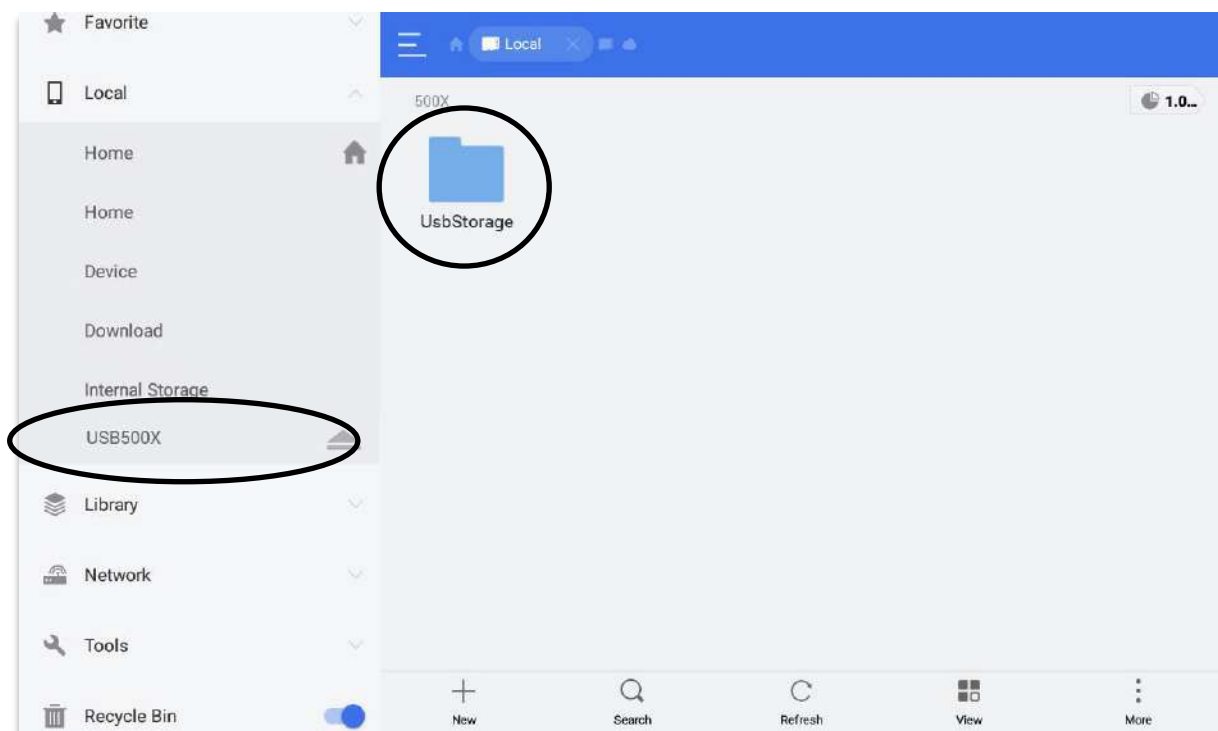 Favorite
Local
Home
Home
Device
Download
Internal Storage
USB500X
Library
Network
Tools
Recycle Bin
Local
500X
1.0...
UsbStorage
New
Search
Refresh
View
More